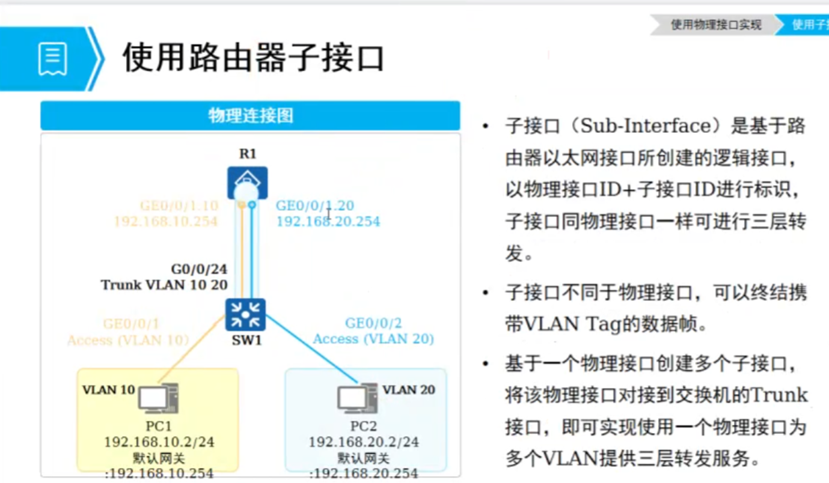 使用物理接口实现
使用子接
使用路由器子接口
物理连接图
R1
GE0/0/1.10
192.168.10.254
GE0/0/1.20
192.168.20.254
G0/0/24
Trunk VLAN 10 20
SW1
GE0/0/1
Access (VLAN 10)
GE0/0/2
Access (VLAN 20)
VLAN 10
PC1
192.168.10.2/24
默认网关
:192.168.10.254
VLAN 20
PC2
192.168.20.2/24
默认网关
:192.168.20.254
• 子接口（Sub-Interface）是基于路
由器以太网接口所创建的逻辑接口，
以物理接口ID+子接口ID进行标识，
子接口同物理接口一样可进行三层转
发。
• 子接口不同于物理接口，可以终结携
带VLAN Tag的数据帧。
• 基于一个物理接口创建多个子接口，
将该物理接口对接到交换机的Trunk
接口，即可实现使用一个物理接口为
多个VLAN提供三层转发服务。